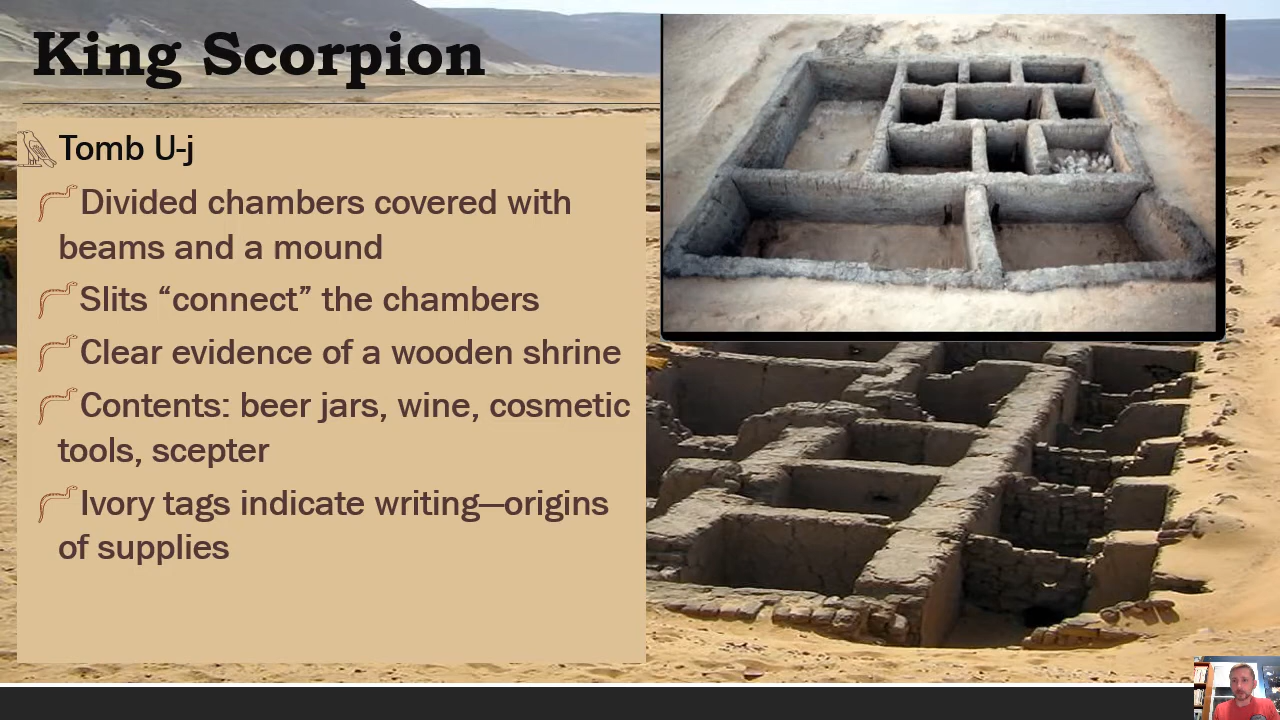 King Scorpion
Tomb U-j
Divided chambers covered with
beams and a mound
Slits “connect” the chambers
Clear evidence of a wooden shrine
Contents: beer jars, wine, cosmetic
tools, scepter
Ivory tags indicate writing—origins
of supplies